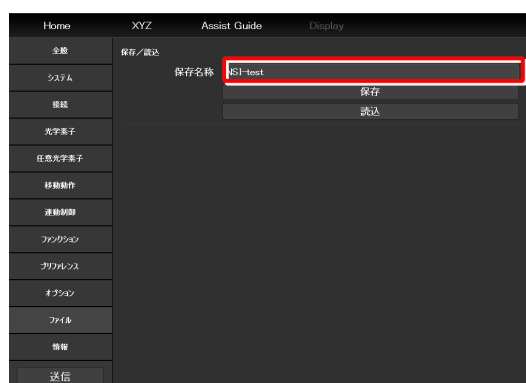 Home XYZ Assist Guide Display
全般
保存/読込
システム
保存名称 NSI-test
保存
接続
読込
光学素子
任意光学素子
移動動作
連動制御
ファンクション
プリファレンス
オプション
ファイル
情報
送信